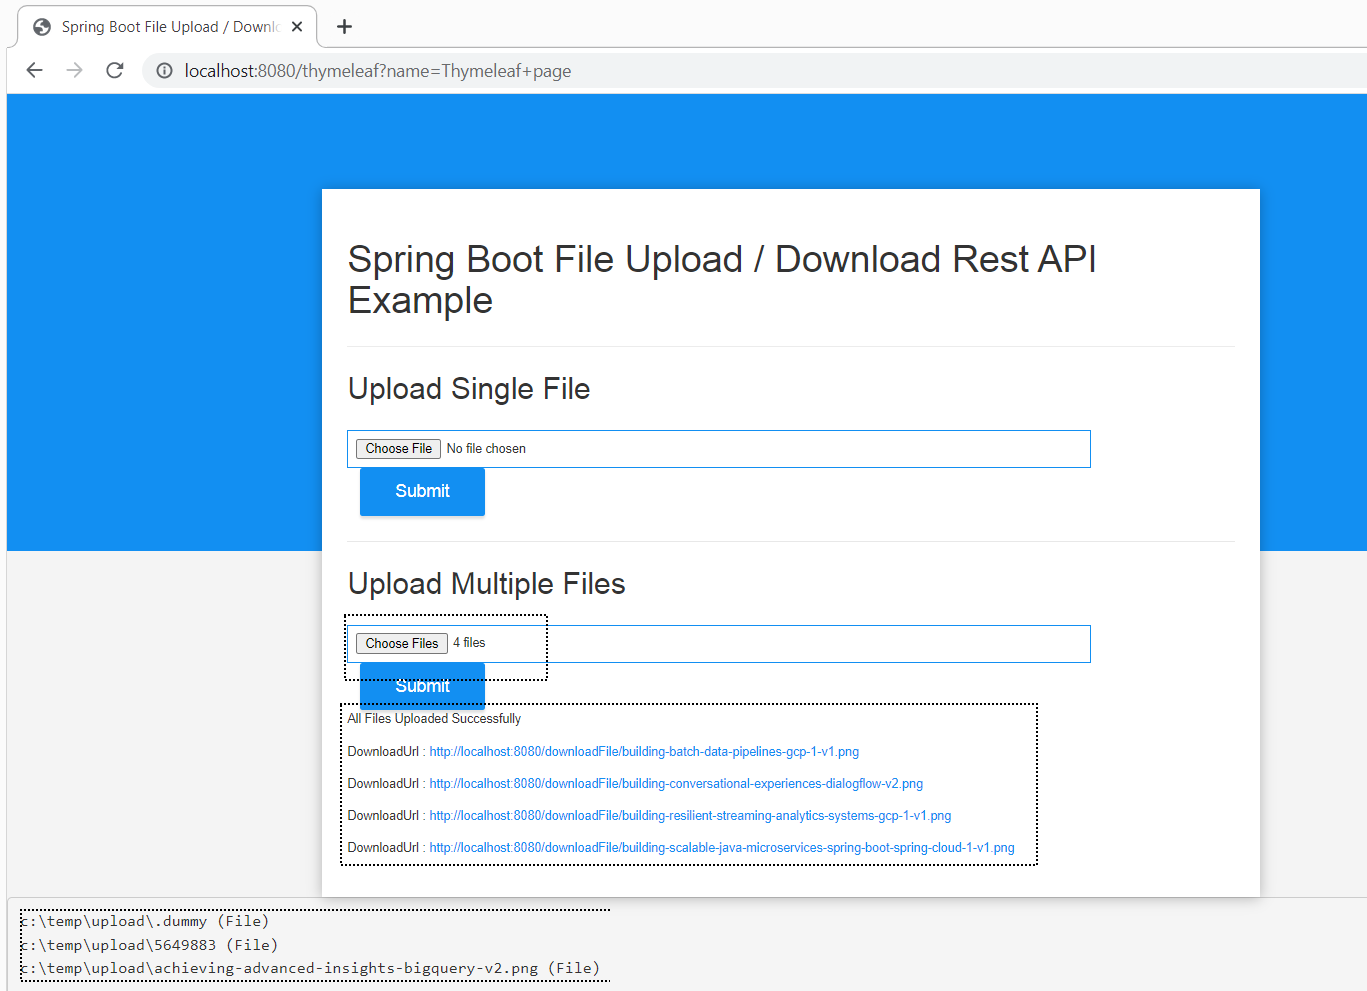 Spring Boot File Upload / Downlo
localhost:8080/thymeleaf?name=Thymeleaf+page
Spring Boot File Upload / Download Rest API
Example
Upload Single File
Choose File No file chosen
Submit
Upload Multiple Files
Choose Files 4 files
Submit
All Files Uploaded Successfully
DownloadUrl : http://localhost:8080/downloadFile/building-batch-data-pipelines-gcp-1-v1.png
DownloadUrl : http://localhost:8080/downloadFile/building-conversational-experiences-dialogflow-v2.png
DownloadUrl : http://localhost:8080/downloadFile/building-resilient-streaming-analytics-systems-gcp-1-v1.png
DownloadUrl : http://localhost:8080/downloadFile/building-scalable-java-microservices-spring-boot-spring-cloud-1-v1.png
c:\temp\upload\.dummy (File)
c:\temp\upload\5649883 (File)
c:\temp\upload\achieving-advanced-insights-bigquery-v2.png (File)